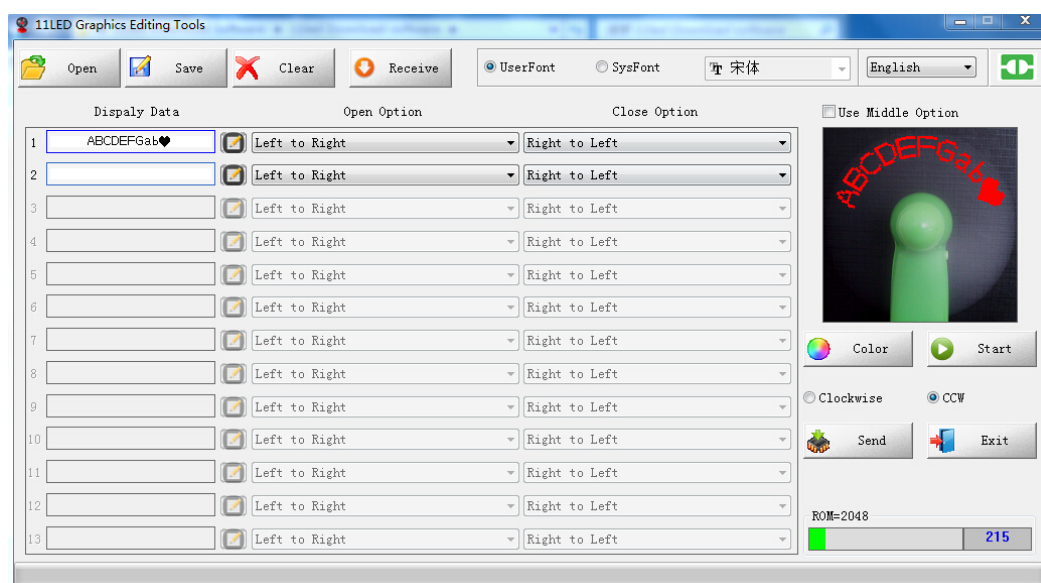 11LED Graphics Editing Tools
Open Save Clear Receive UserFont SysFont 宋体 English
Dispaly Data Open Option Close Option Use Middle Option
1 ABCDEFGab♥ Left to Right Right to Left
ABCDEFGab♥
2 Left to Right Right to Left
3 Left to Right Right to Left
4 Left to Right Right to Left
5 Left to Right Right to Left
6 Left to Right Right to Left
7 Left to Right Right to Left
Color Start
8 Left to Right Right to Left
Clockwise CCW
9 Left to Right Right to Left
10 Left to Right Right to Left
Send Exit
11 Left to Right Right to Left
12 Left to Right Right to Left
ROM=2048
13 Left to Right Right to Left
215